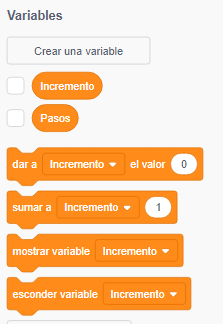 Variables
Crear una variable
Incremento
Pasos
dar a Incremento el valor 0
sumar a Incremento 1
mostrar variable Incremento
esconder variable Incremento